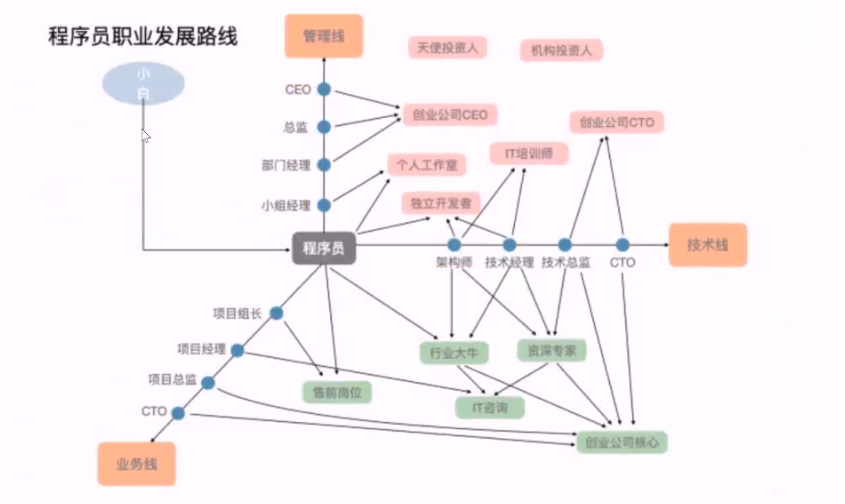 程序员职业发展路线
管理线
天使投资人
机构投资人
小
白
CEO
创业公司CEO
总监
创业公司CTO
部门经理
个人工作室
IT培训师
小组经理
独立开发者
程序员
技术线
架构师
技术经理
技术总监
CTO
项目组长
项目经理
行业大牛
资深专家
项目总监
售前岗位
IT咨询
CTO
创业公司核心
业务线